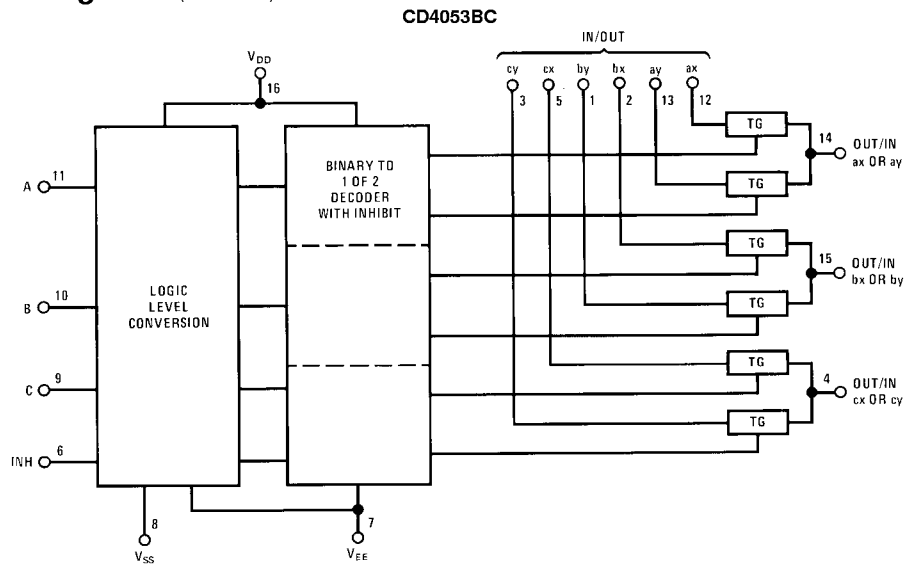 CD4053BC
IN/OUT
cy cx by bx ay ax
3 5 1 2 13 12
VDD
16
TG
14
OUT/IN
ax OR ay
TG
A 11
BINARY TO
1 OF 2
DECODER
WITH INHIBIT
TG
15
OUT/IN
bx OR by
TG
B 10
LOGIC
LEVEL
CONVERSION
TG
4
OUT/IN
cx OR cy
TG
C 9
INH 6
8
VSS
7
VEE